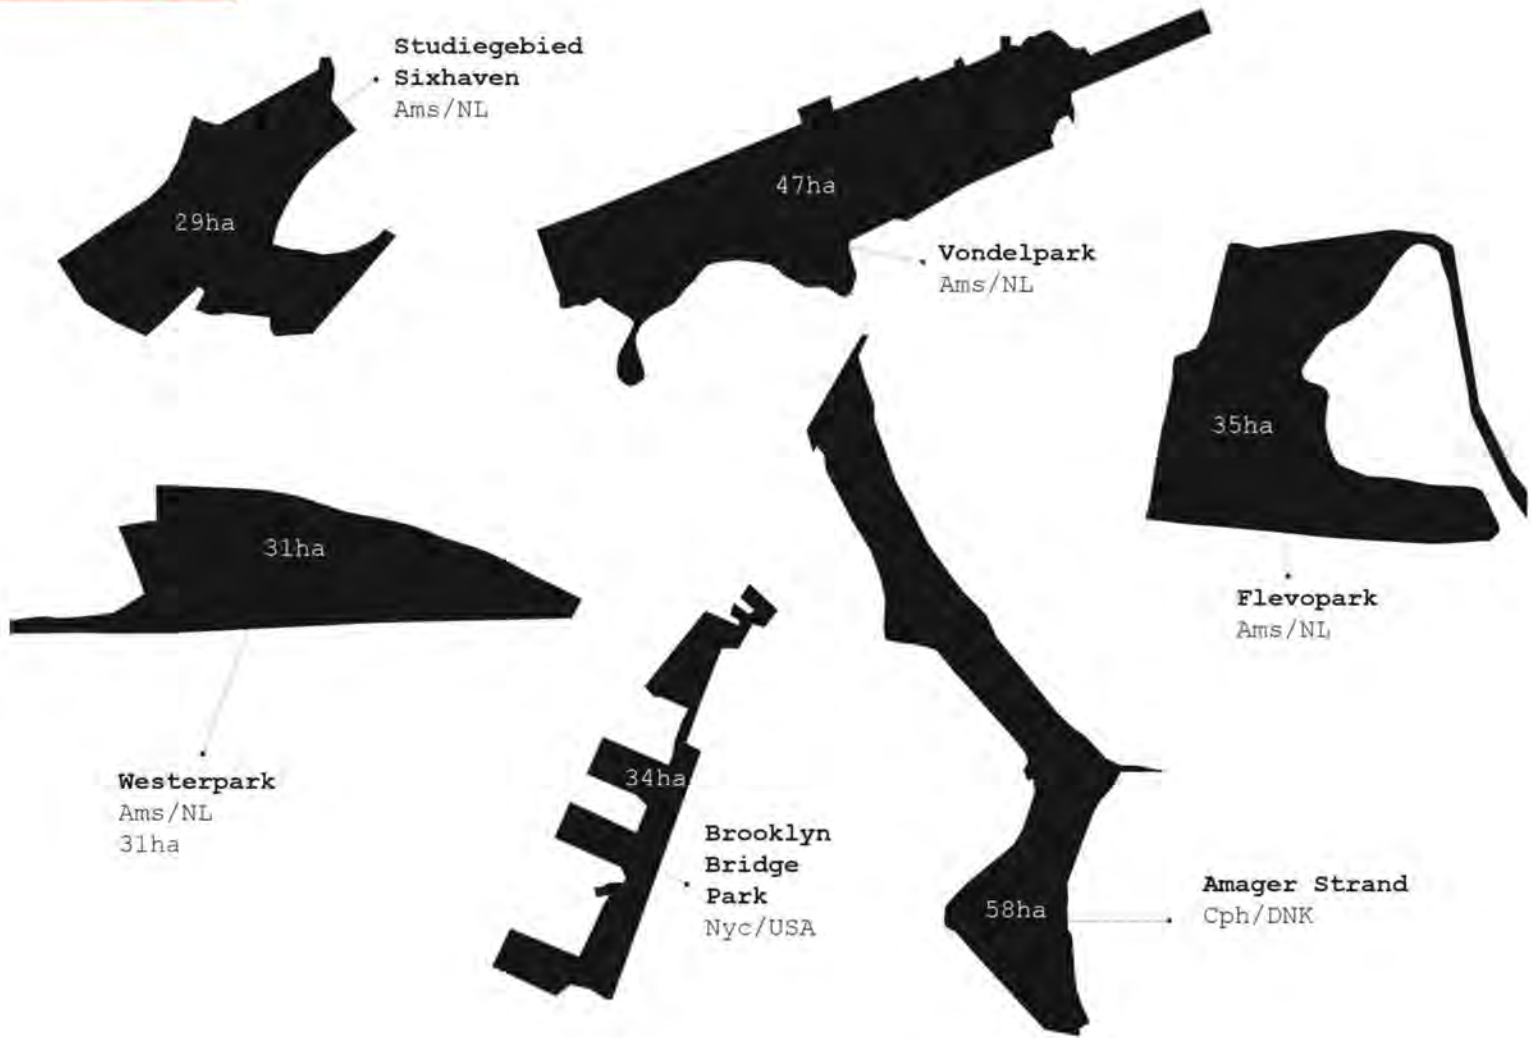 Studiegebied
Sixhaven
Ams/NL
29ha
47ha
Vondelpark
Ams/NL
35ha
Flevopark
Ams/NL
31ha
Westerpark
Ams/NL
31ha
34ha
Brooklyn
Bridge
Park
Nyc/USA
58ha
Amager Strand
Cph/DNK